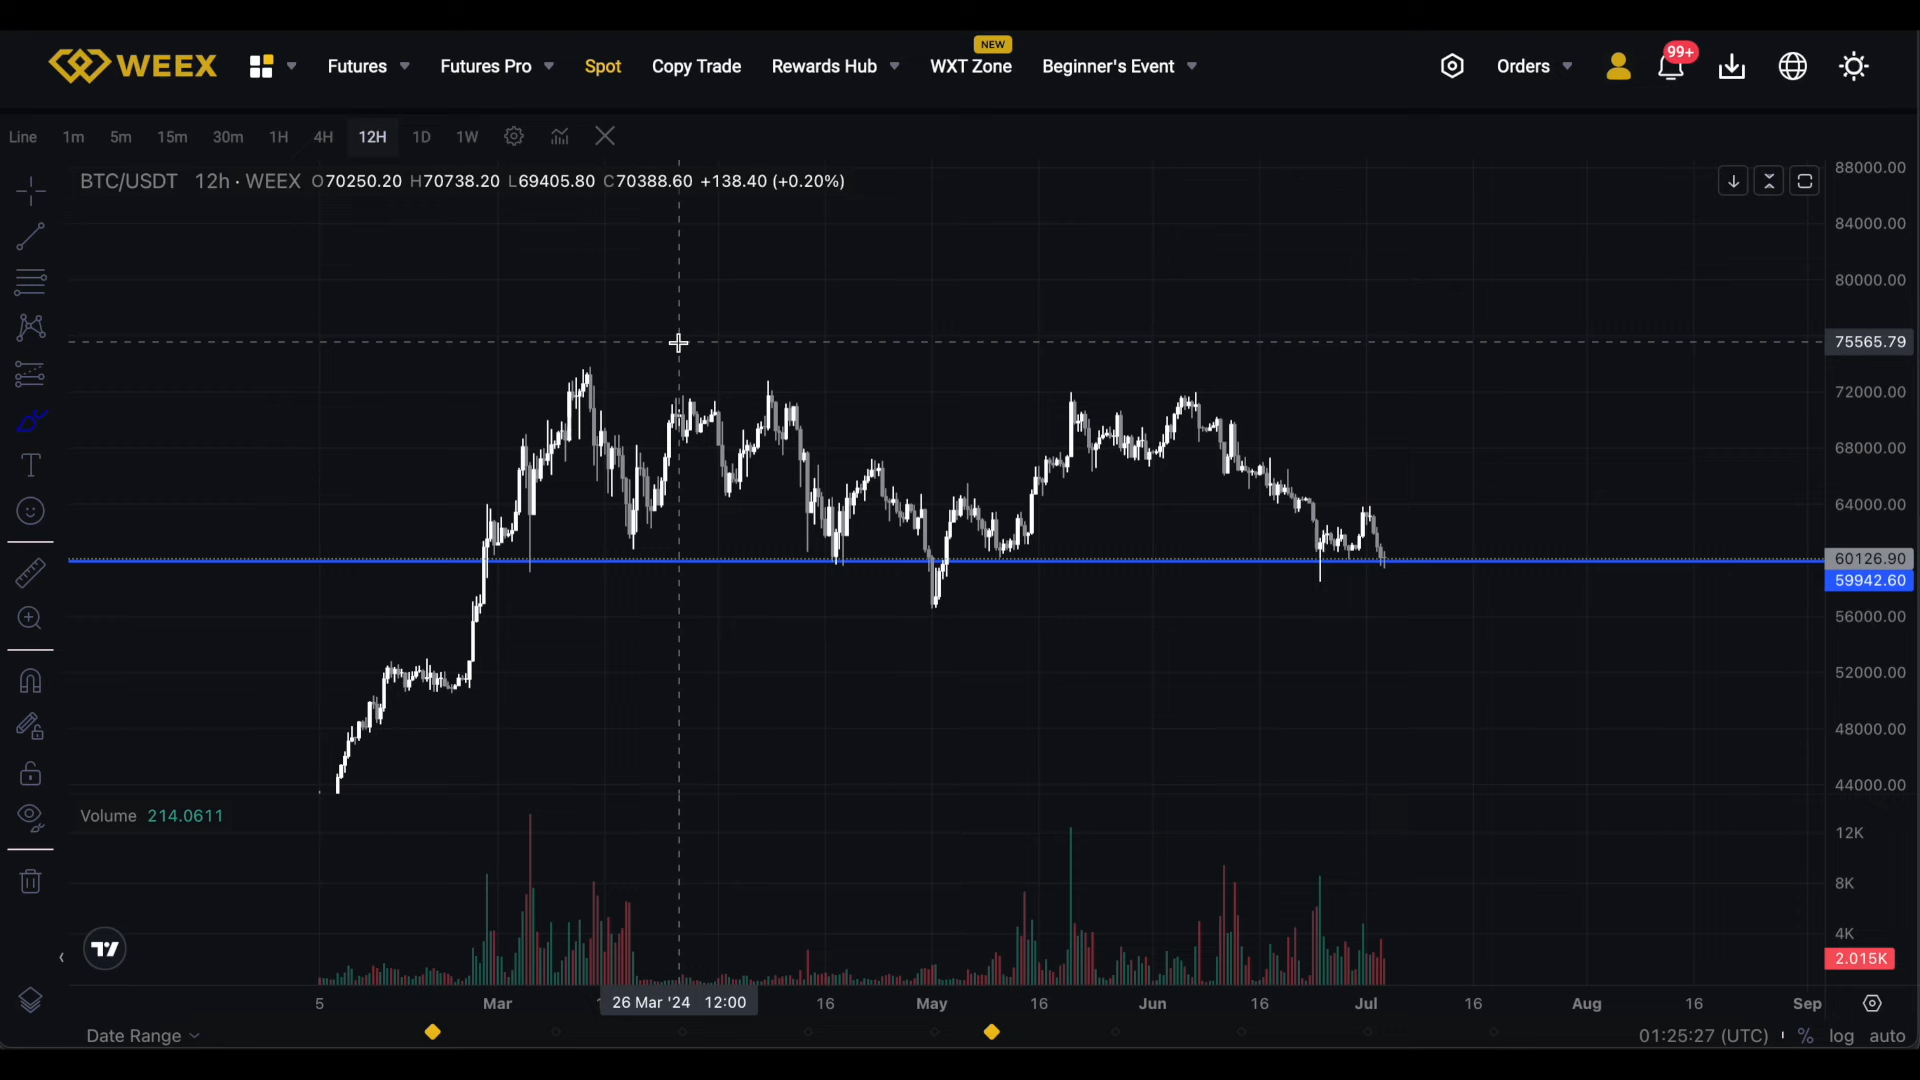 WEEX Futures Futures Pro Spot Copy Trade Rewards Hub NEW WXT Zone Beginner's Event Orders 99+
Line 1m 5m 15m 30m 1H 4H 12H 1D 1W
BTC/USDT 12h · WEEX O70250.20 H70738.20 L69405.80 C70388.60 +138.40 (+0.20%)
88000.00
84000.00
80000.00
75565.79
72000.00
68000.00
64000.00
60126.90
59942.60
56000.00
52000.00
48000.00
44000.00
Volume 214.0611
12K
8K
4K
2.015K
5 Mar 26 Mar '24 12:00 16 May 16 Jun 16 Jul 16 Aug 16 Sep
Date Range 01:25:27 (UTC) % log auto